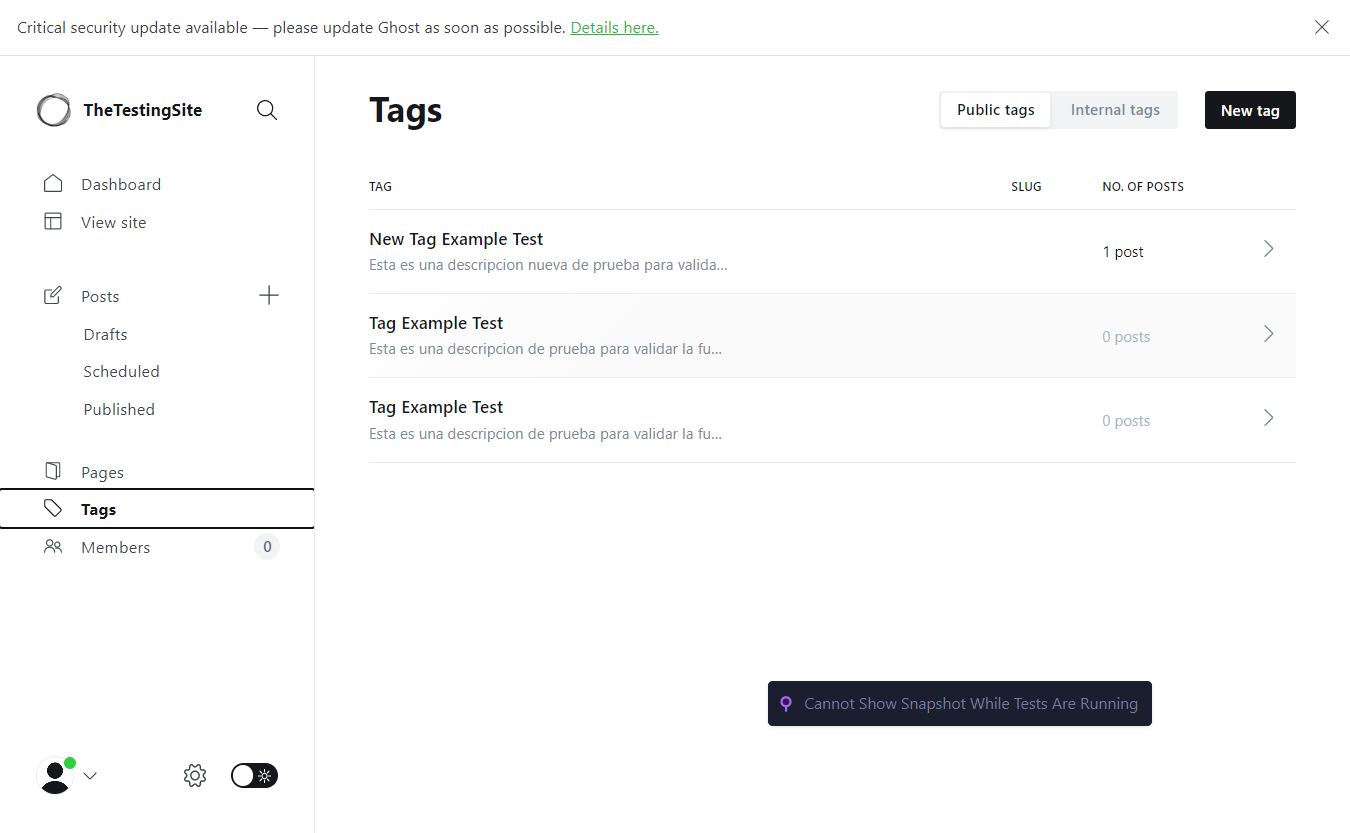 Critical security update available — please update Ghost as soon as possible. Details here.
TheTestingSite
Dashboard
View site
Posts
Drafts
Scheduled
Published
Pages
Tags
Members 0
Tags
Public tags Internal tags New tag
TAG SLUG NO. OF POSTS
New Tag Example Test
Esta es una descripcion nueva de prueba para valida...
1 post
Tag Example Test
Esta es una descripcion de prueba para validar la fu...
0 posts
Tag Example Test
Esta es una descripcion de prueba para validar la fu...
0 posts
Cannot Show Snapshot While Tests Are Running